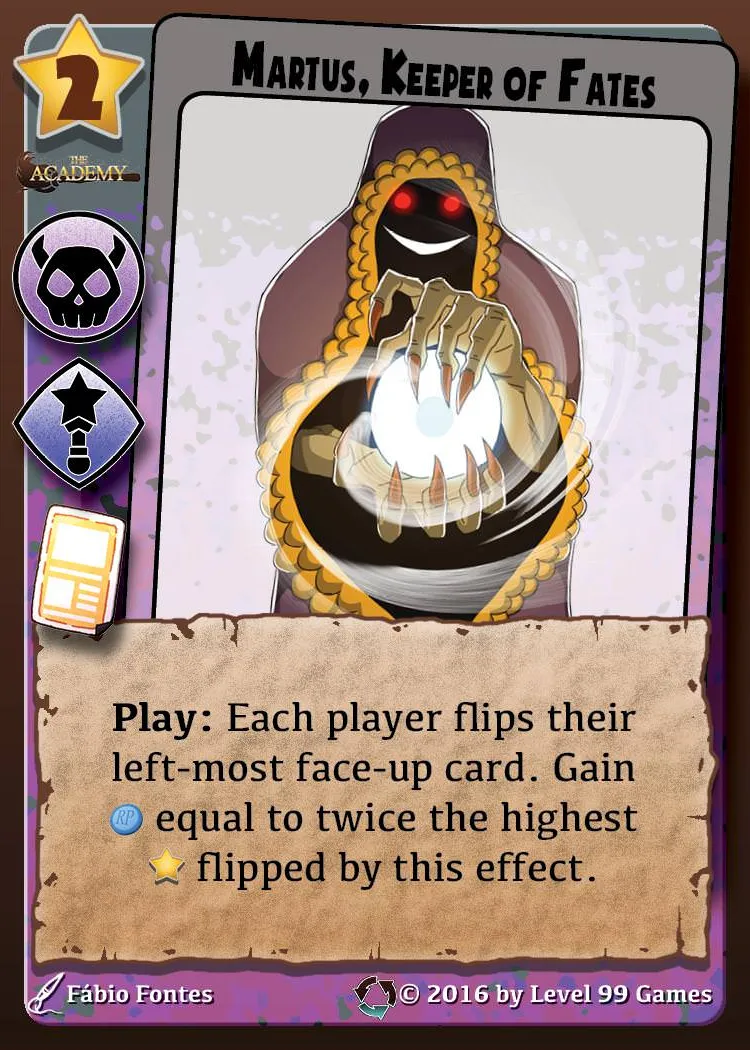 2
Martus, Keeper of Fates
THE
ACADEMY
Play: Each player flips their
left-most face-up card. Gain
RP equal to twice the highest
flipped by this effect.
Fábio Fontes
© 2016 by Level 99 Games